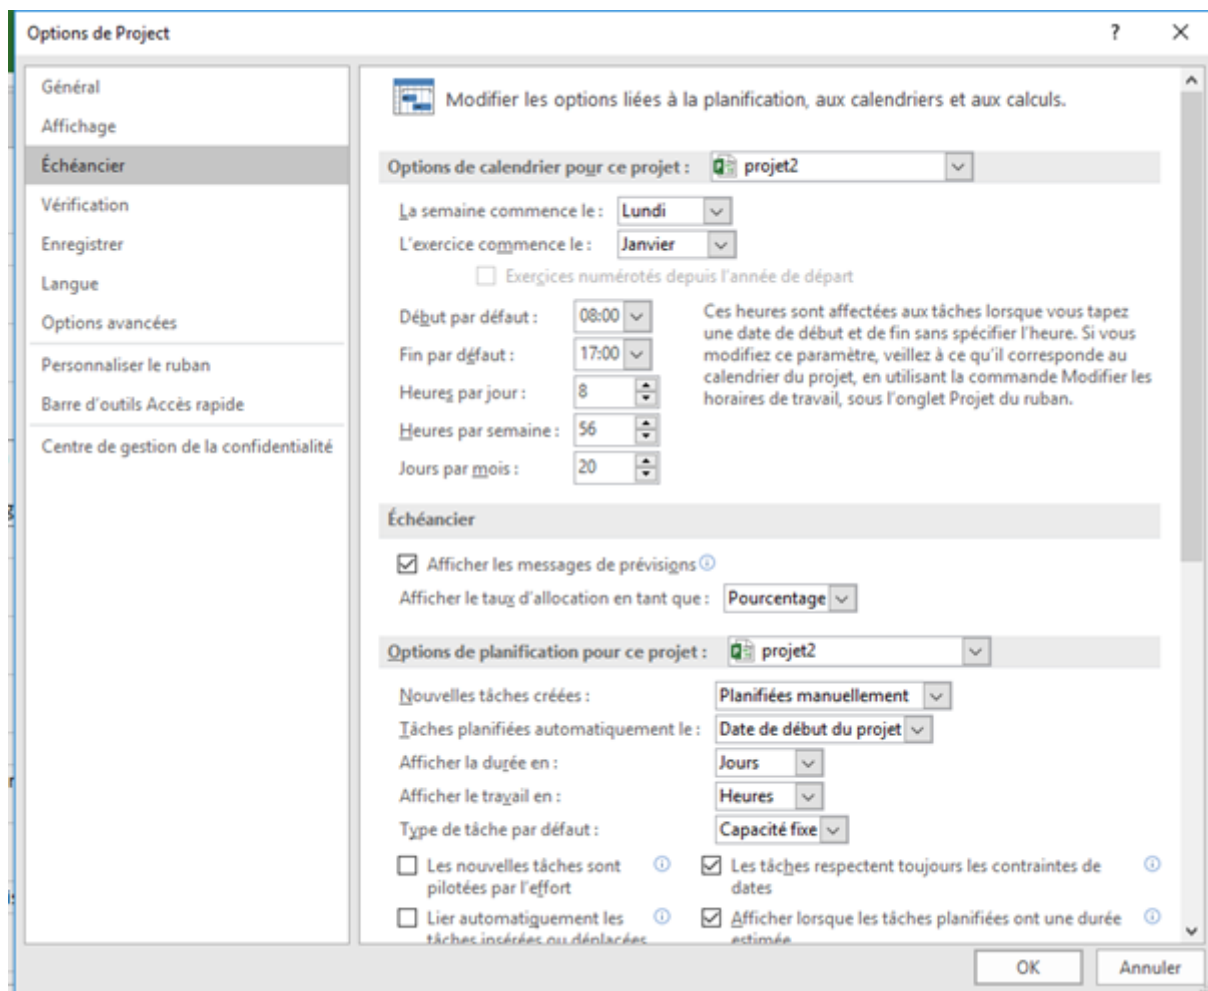 Options de Project
?
Général
Affichage
Échéancier
Vérification
Enregistrer
Langue
Options avancées
Personnaliser le ruban
Barre d'outils Accès rapide
Centre de gestion de la confidentialité
Modifier les options liées à la planification, aux calendriers et aux calculs.
Options de calendrier pour ce projet : projet2
La semaine commence le : Lundi
L'exercice commence le : Janvier
Exercices numérotés depuis l'année de départ
Début par défaut : 08:00
Fin par défaut : 17:00
Heures par jour : 8
Heures par semaine : 56
Jours par mois : 20
Ces heures sont affectées aux tâches lorsque vous tapez
une date de début et de fin sans spécifier l'heure. Si vous
modifiez ce paramètre, veillez à ce qu'il corresponde au
calendrier du projet, en utilisant la commande Modifier les
horaires de travail, sous l'onglet Projet du ruban.
Échéancier
Afficher les messages de prévisions
Afficher le taux d'allocation en tant que : Pourcentage
Options de planification pour ce projet : projet2
Nouvelles tâches créées : Planifiées manuellement
Tâches planifiées automatiquement le : Date de début du projet
Afficher la durée en : Jours
Afficher le travail en : Heures
Type de tâche par défaut : Capacité fixe
Les nouvelles tâches sont
pilotées par l'effort
Les tâches respectent toujours les contraintes de
dates
Lier automatiquement les
tâches insérées ou déplacées
Afficher lorsque les tâches planifiées ont une durée
estimée
OK
Annuler